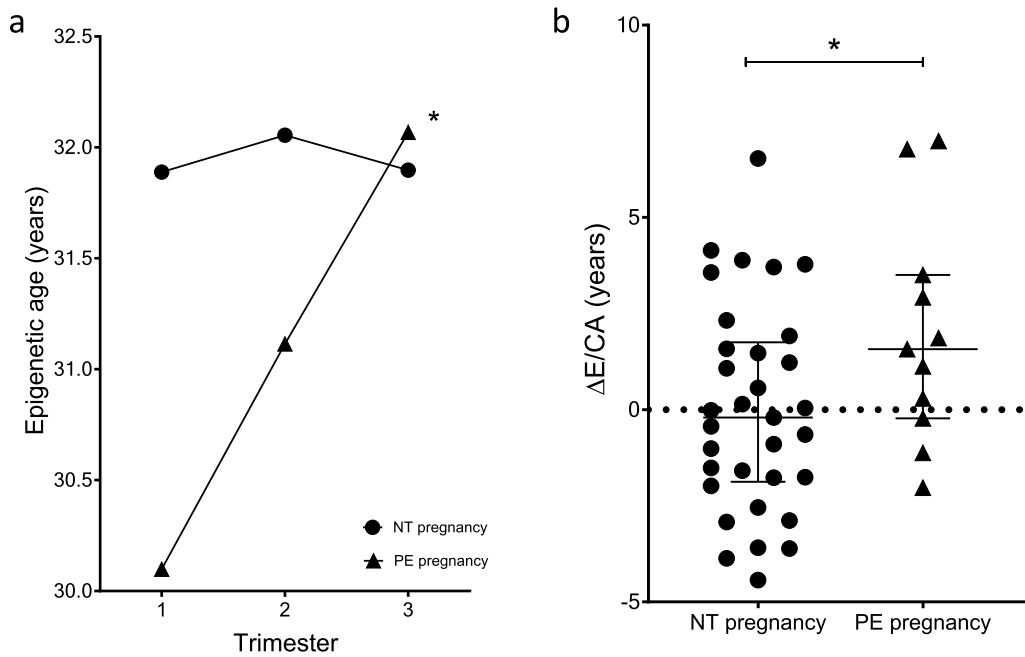 a
32.5
32.0
31.5
31.0
30.5
30.0
Epigenetic age (years)
*
NT pregnancy
PE pregnancy
1 2 3
Trimester
b
10
5
0
-5
ΔE/CA (years)
*
NT pregnancy PE pregnancy